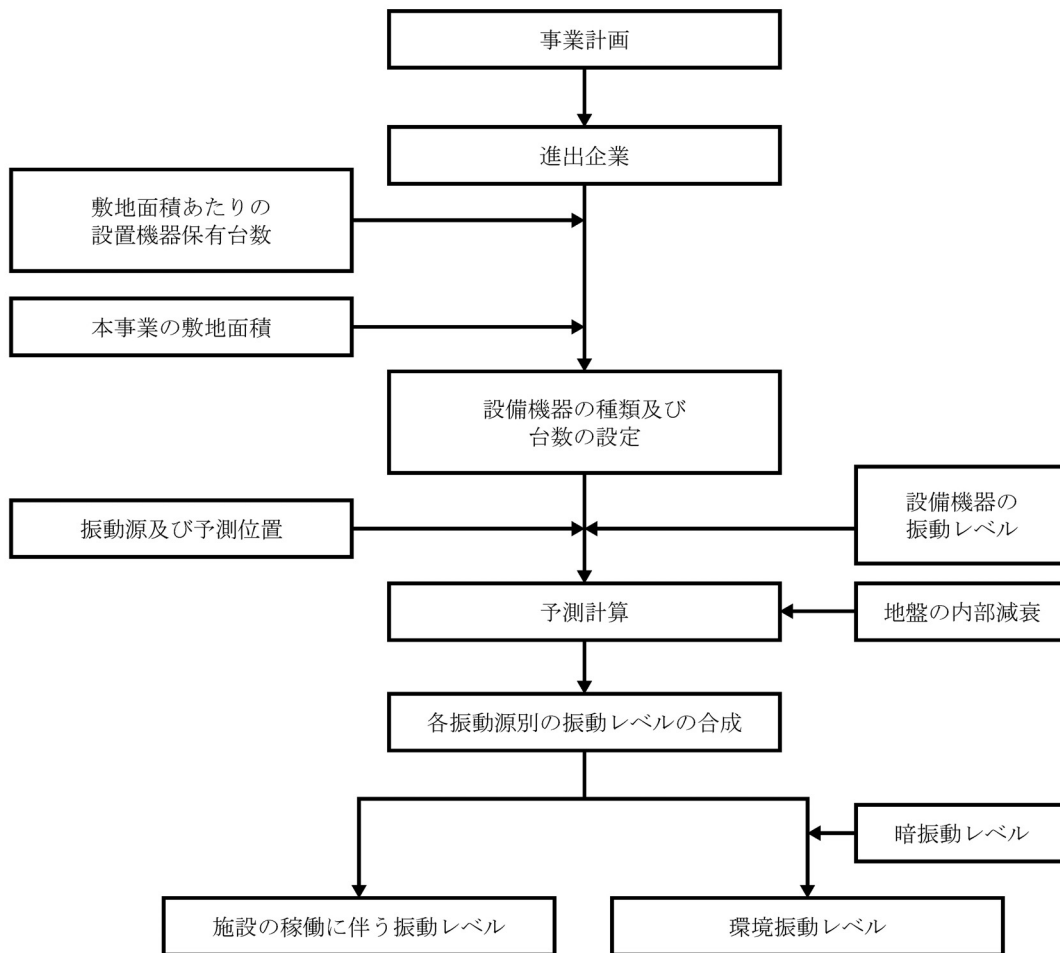 事業計画
進出企業
敷地面積あたりの
設置機器保有台数
本事業の敷地面積
設備機器の種類及び
台数の設定
振動源及び予測位置
設備機器の
振動レベル
予測計算
地盤の内部減衰
各振動源別の振動レベルの合成
暗振動レベル
施設の稼働に伴う振動レベル
環境振動レベル